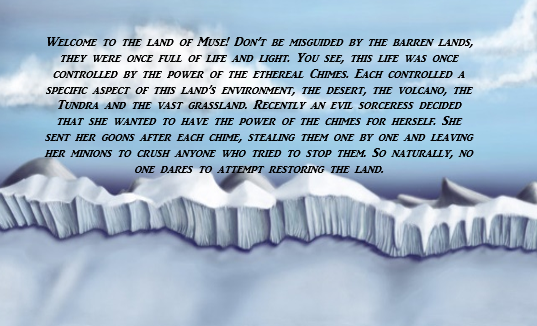 Welcome to the land of Muse! Don't be misguided by the barren lands,
they were once full of life and light. You see, this life was once
controlled by the power of the ethereal Chimes. Each controlled a
specific aspect of this land's environment, the desert, the volcano, the
Tundra and the vast grassland. Recently an evil sorceress decided
that she wanted to have the power of the chimes for herself. She
sent her goons after each chime, stealing them one by one and leaving
her minions to crush anyone who tried to stop them. So naturally, no
one dares to attempt restoring the land.